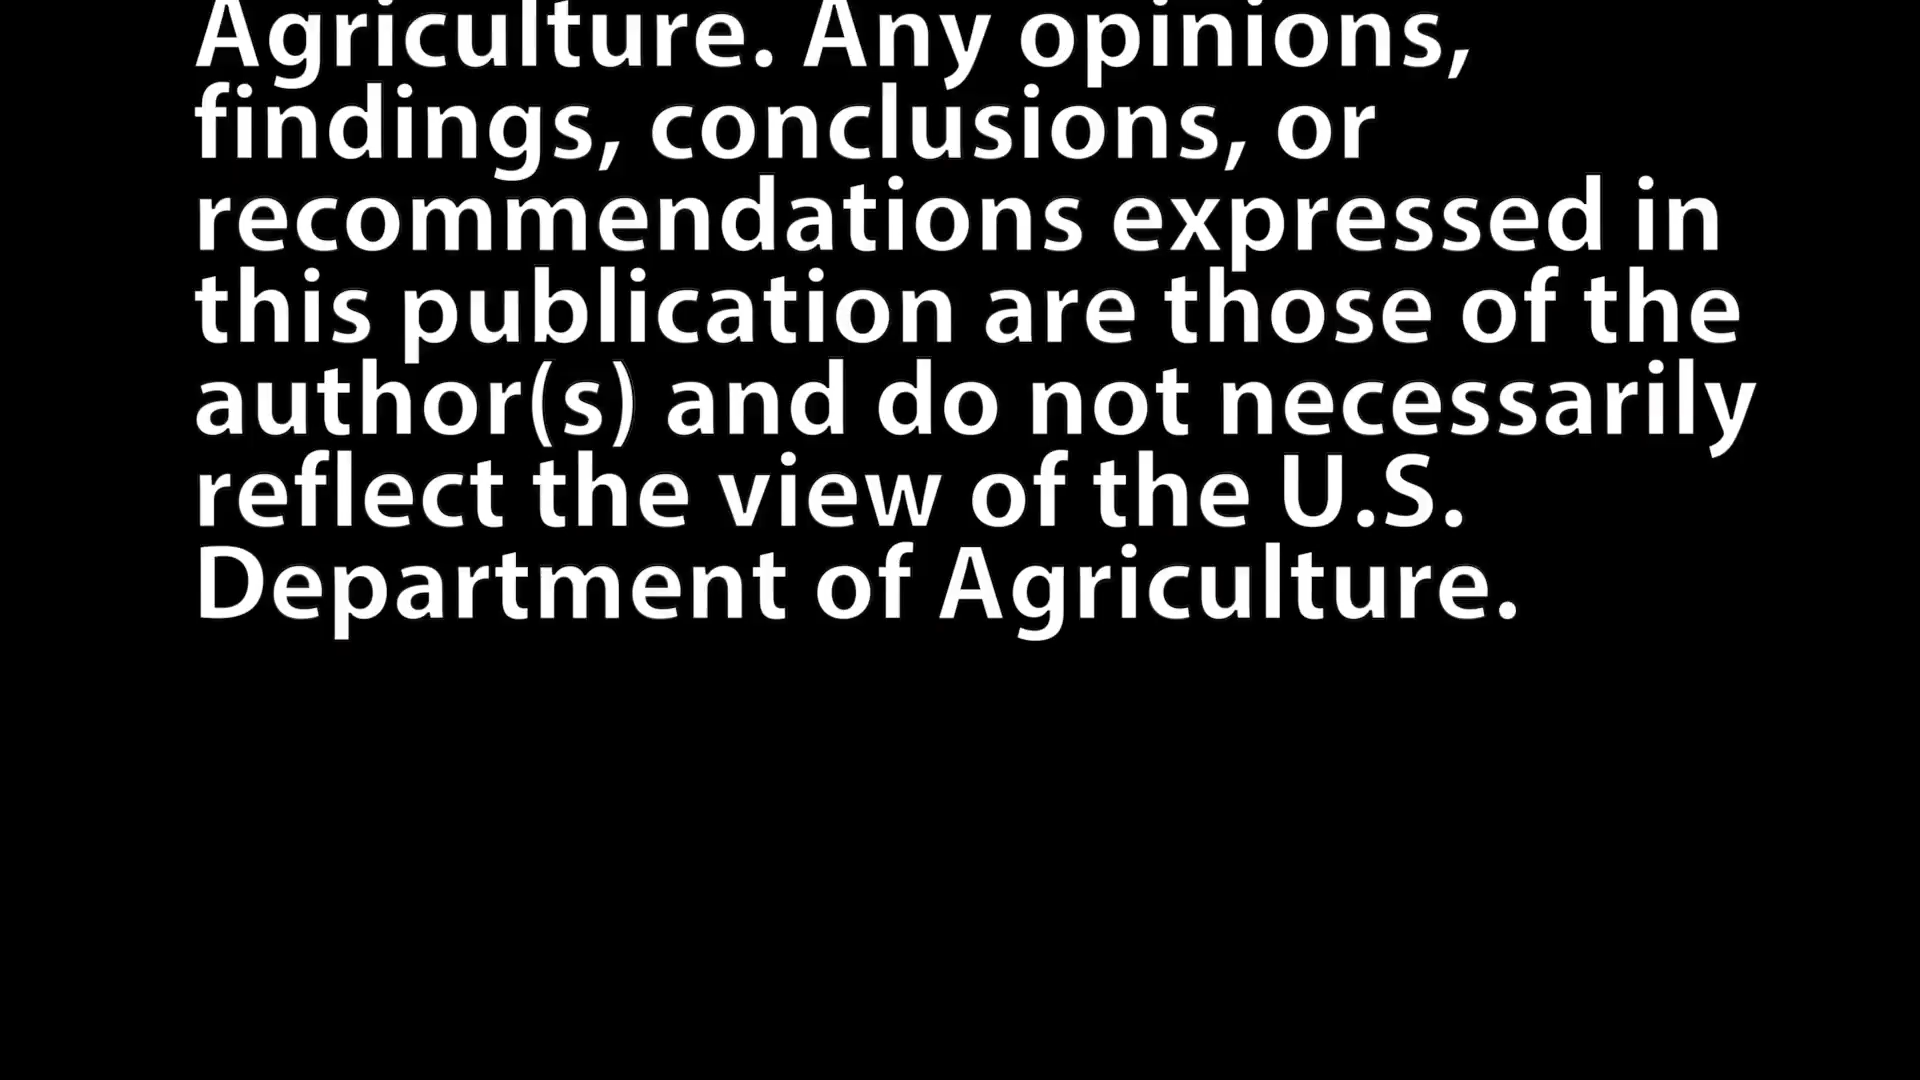 Agriculture. Any opinions,
findings, conclusions, or
recommendations expressed in
this publication are those of the
author(s) and do not necessarily
reflect the view of the U.S.
Department of Agriculture.